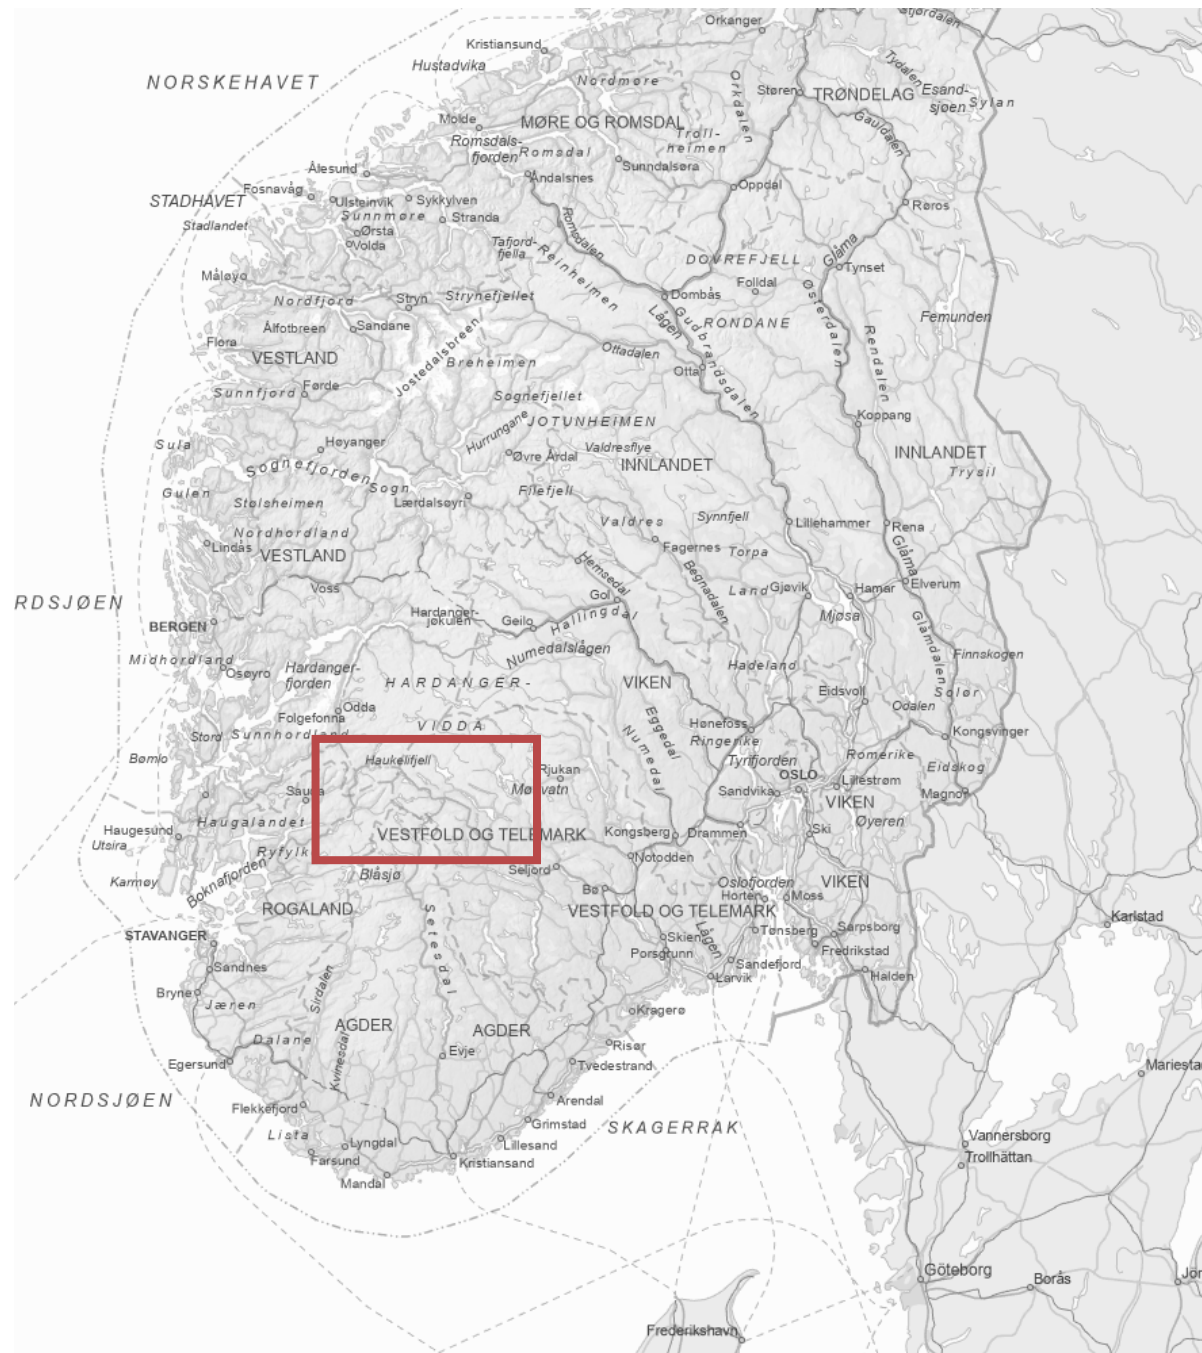 Orkanger
Stjørdalen
Kristiansund
Hustadvika
NORSKEHAVET
Nordmøre
Orkdalen
Tydalen
Støren
TRØNDELAG
Esand-
sjøen
Sylan
Molde
MØRE OG ROMSDAL
Gauldalen
Romsdals-
fjorden
Romsdal
Troll-
heimen
Sunndalsøra
Ålesund
Åndalsnes
Oppdal
Fosnavåg
STADHAVET
Ulsteinvik
Sykkylven
Røros
Stadlandet
Sunnmøre
Stranda
Ørsta
Volda
Romsdalen
Tafjord-
fjella
Reinheimen
DOVREFJELL
Glåma
Tynset
Måløy
Nordfjord
Stryn
Strynefjellet
Dombås
Folldal
Østerdalen
Ålfotbreen
Sandane
Lågen
RONDANE
Femunden
Flora
VESTLAND
Jostedalsbreen
Breheimen
Ottadalen
Gudbrandsdalen
Rendalen
Otta
Sunnfjord
Førde
Sognefjellet
Koppang
Sula
Høyanger
Hurrungane
JOTUNHEIMEN
Valdresflye
INNLANDET
INNLANDET
Øvre Årdal
Trysil
Sognefjorden
Sogn
Gulen
Stølsheimen
Lærdalsøyri
Filefjell
Valdres
Synnfjell
Lillehammer
Rena
Nordhordland
Lindås
VESTLAND
Fagernes
Torpa
Glåma
Hemsedal
Begnadalen
Voss
Land
Gjøvik
Hamar
Elverum
RDSJØEN
Hardanger-
jøkulen
Gol
Hallingdal
Mjøsa
BERGEN
Geilo
Glåmdalen
Numedalslågen
Midhordland
Osøyro
Hardanger-
fjorden
HARDANGER-
VIKEN
Hadeland
Finnskogen
Eidsvoll
Solør
Odda
Odalen
Folgefonna
VIDDA
Eggedal
Numedal
Hønefoss
Ringerike
Kongsvinger
Stord
Sunnhordland
Romerike
Bømlo
Haukelifjell
Tyrifjorden
Eidskog
Rjukan
OSLO
Lillestrøm
Sauda
Sandvika
Magnor
VIKEN
Haugalandet
Haugesund
Utsira
VESTFOLD OG TELEMARK
Kongsberg
Drammen
Ski
Øyeren
Notodden
Seljord
Karmøy
Boknafjorden
Blåsjø
Oslofjorden
VIKEN
Bø
Horten
Moss
ROGALAND
Setesdal
VESTFOLD OG TELEMARK
Karlstad
STAVANGER
Skien
Lågen
Tønsberg
Sarpsborg
Porsgrunn
Fredrikstad
Sandnes
Sandefjord
Larvik
Halden
Bryne
Jæren
Sirdalen
Kragerø
AGDER
AGDER
Dalane
Kvinesdal
Evje
Risør
Egersund
Tvedestrand
NORDSJØEN
Flekkefjord
Arendal
Grimstad
SKAGERRAK
Lista
Lyngdal
Lillesand
Farsund
Kristiansand
Mandal
Vannersborg
Trollhättan
Göteborg
Borås
Frederikshavn